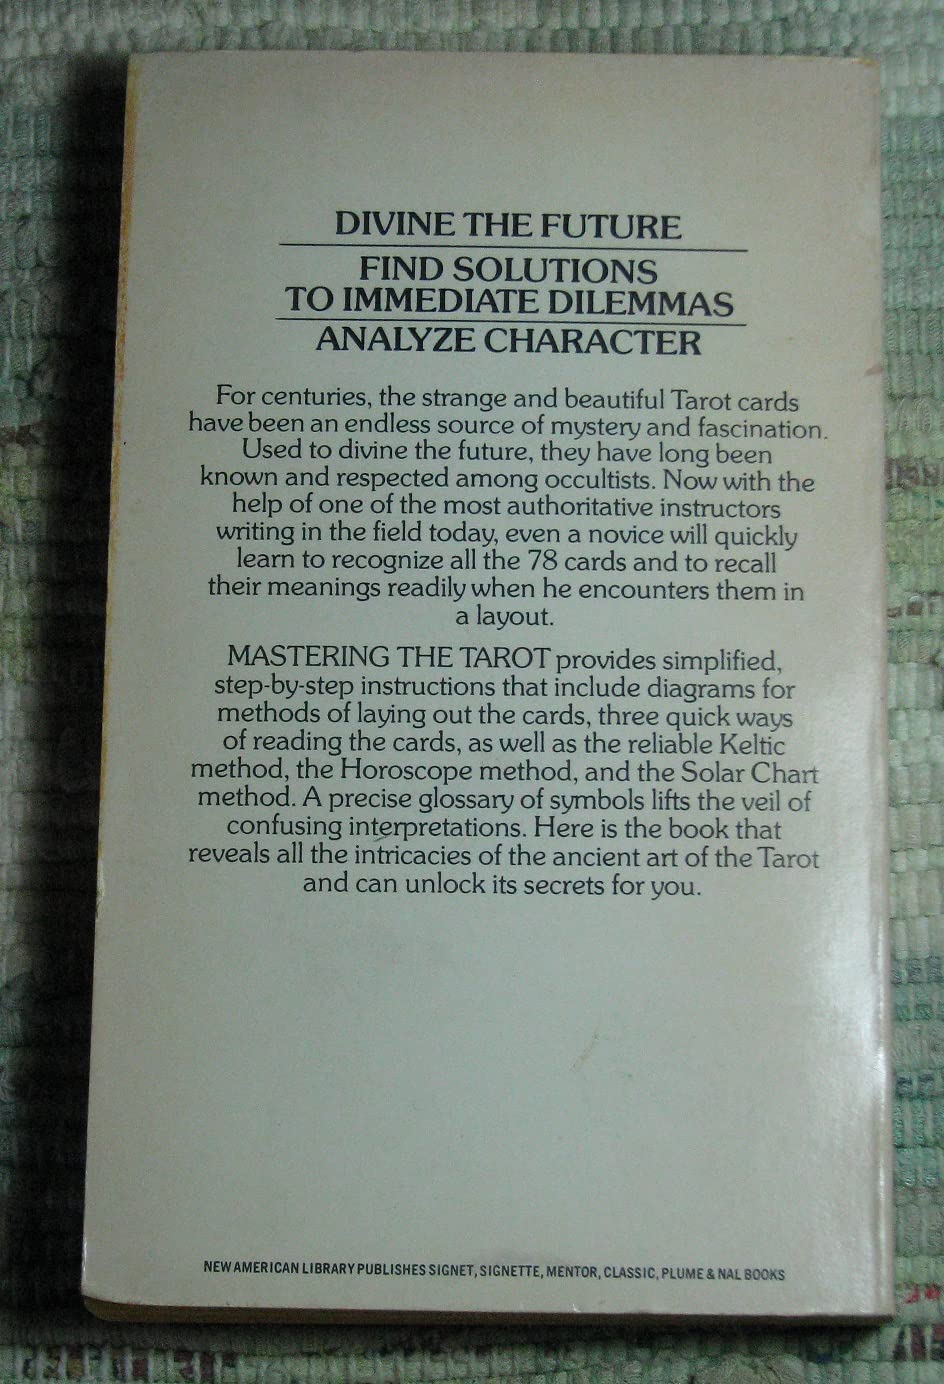 DIVINE THE FUTURE
FIND SOLUTIONS
TO IMMEDIATE DILEMMAS
ANALYZE CHARACTER
For centuries, the strange and beautiful Tarot cards
have been an endless source of mystery and fascination.
Used to divine the future, they have long been
known and respected among occultists. Now with the
help of one of the most authoritative instructors
writing in the field today, even a novice will quickly
learn to recognize all the 78 cards and to recall
their meanings readily when he encounters them in
a layout.
MASTERING THE TAROT provides simplified,
step-by-step instructions that include diagrams for
methods of laying out the cards, three quick ways
of reading the cards, as well as the reliable Keltic
method, the Horoscope method, and the Solar Chart
method. A precise glossary of symbols lifts the veil of
confusing interpretations. Here is the book that
reveals all the intricacies of the ancient art of the Tarot
and can unlock its secrets for you.
NEW AMERICAN LIBRARY PUBLISHES SIGNET, SIGNETTE, MENTOR, CLASSIC, PLUME & NAL BOOKS